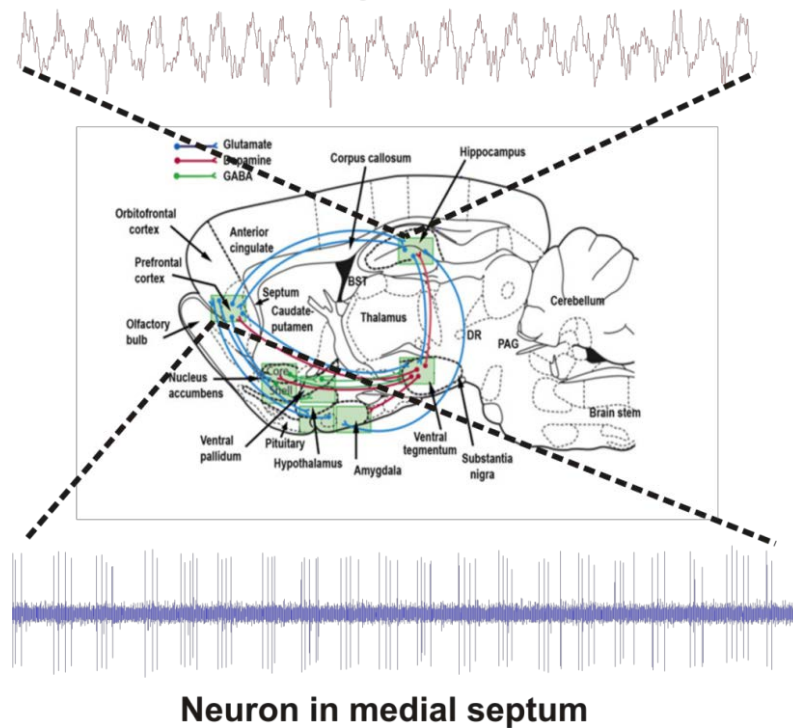 Glutamate
Dopamine
GABA
Corpus callosum
Hippocampus
Orbitofrontal
cortex
Anterior
cingulate
Prefrontal
cortex
BST
Septum
Caudate-
putamen
Thalamus
Cerebellum
Olfactory
bulb
DR
PAG
Nucleus
accumbens
Core
Shell
Brain stem
Ventral
pallidum
Pituitary
Hypothalamus
Amygdala
Ventral
tegmentum
Substantia
nigra
Neuron in medial septum